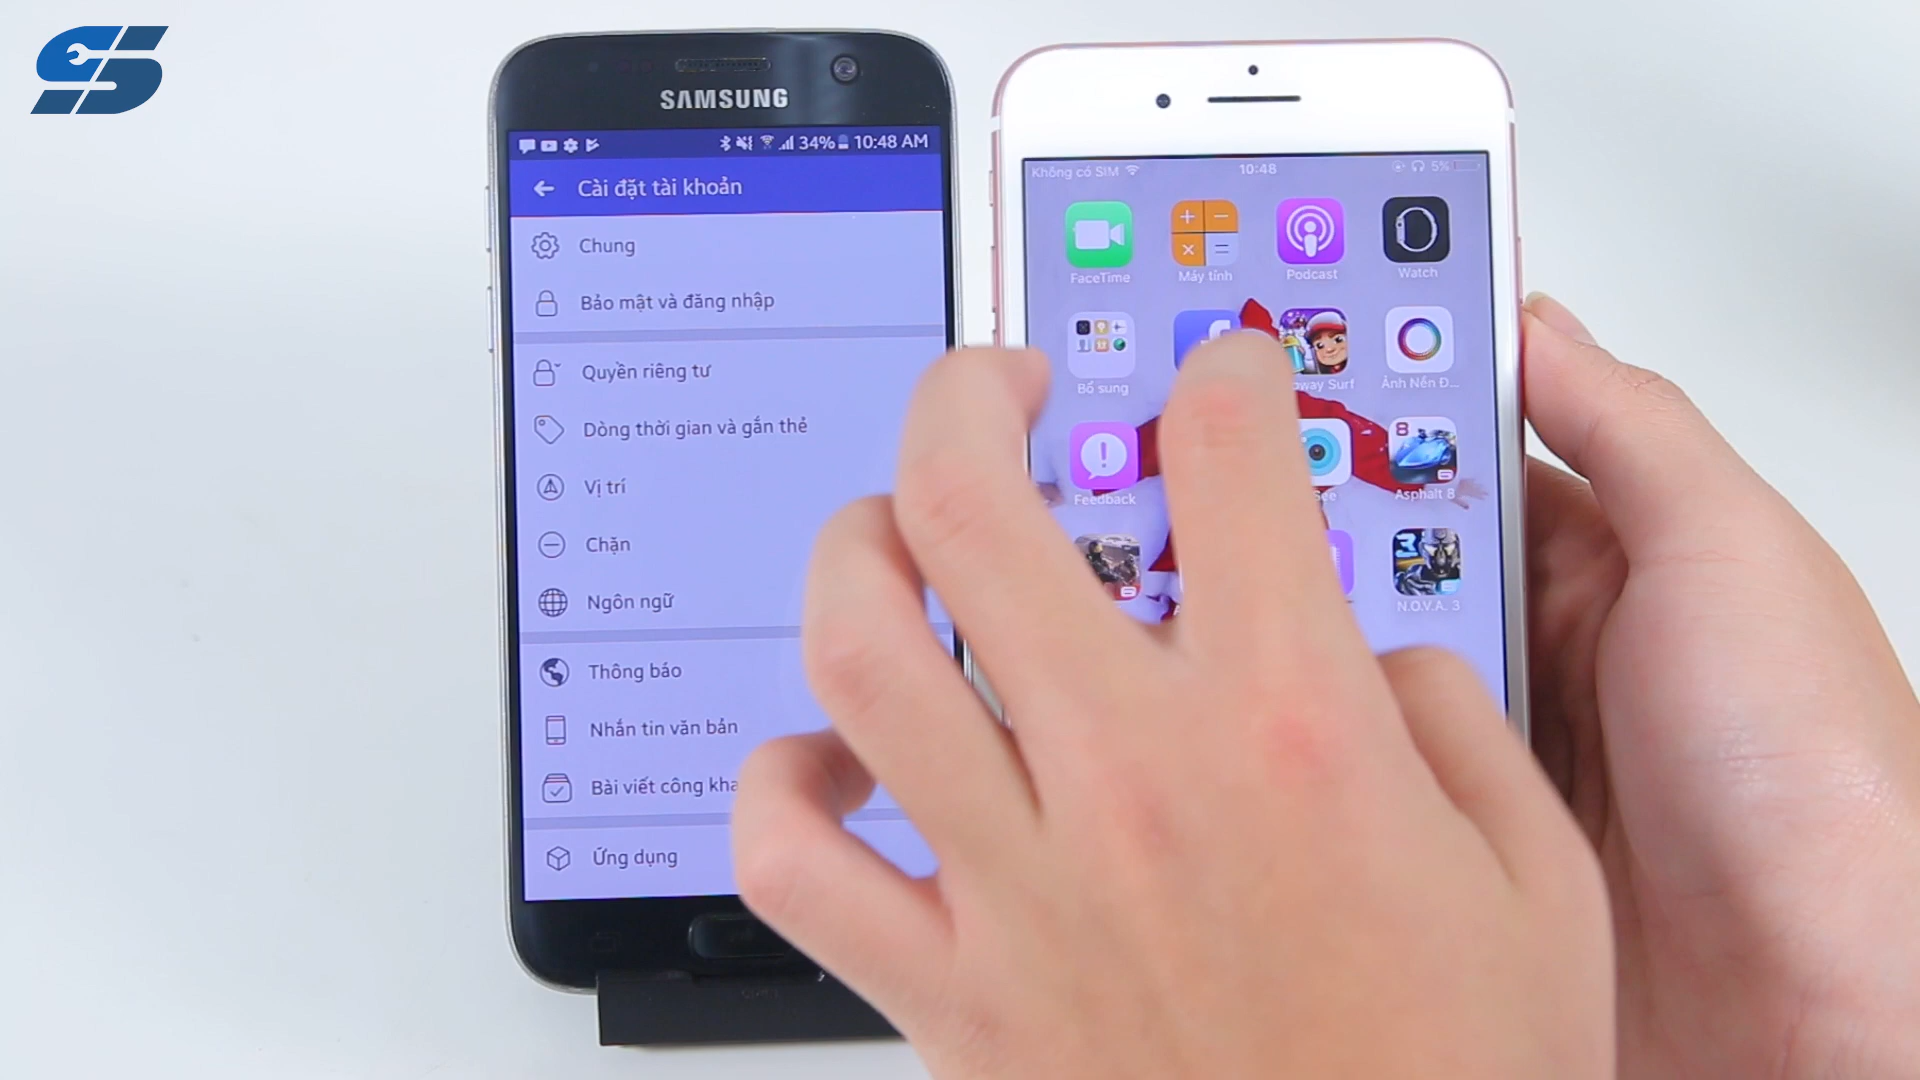 SAMSUNG
34% 10:48 AM
Cài đặt tài khoản
Chung
Bảo mật và đăng nhập
Quyền riêng tư
Dòng thời gian và gắn thẻ
Vị trí
Chặn
Ngôn ngữ
Thông báo
Nhắn tin văn bản
Bài viết công kha
Ứng dụng
Không có SIM 10:48 5%
FaceTime Máy tính Podcast Watch
Bổ sung way Surf Ảnh Nền Đ...
Feedback See Asphalt 8
N.O.V.A. 3